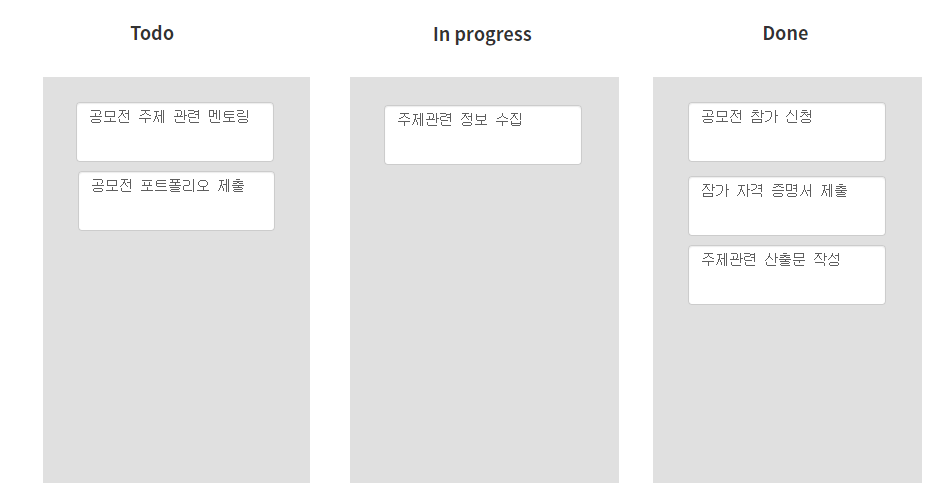 Todo
In progress
Done
공모전 주제 관련 멘토링
공모전 포트폴리오 제출
주제관련 정보 수집
공모전 참가 신청
잠가 자격 증명서 제출
주제관련 산출문 작성